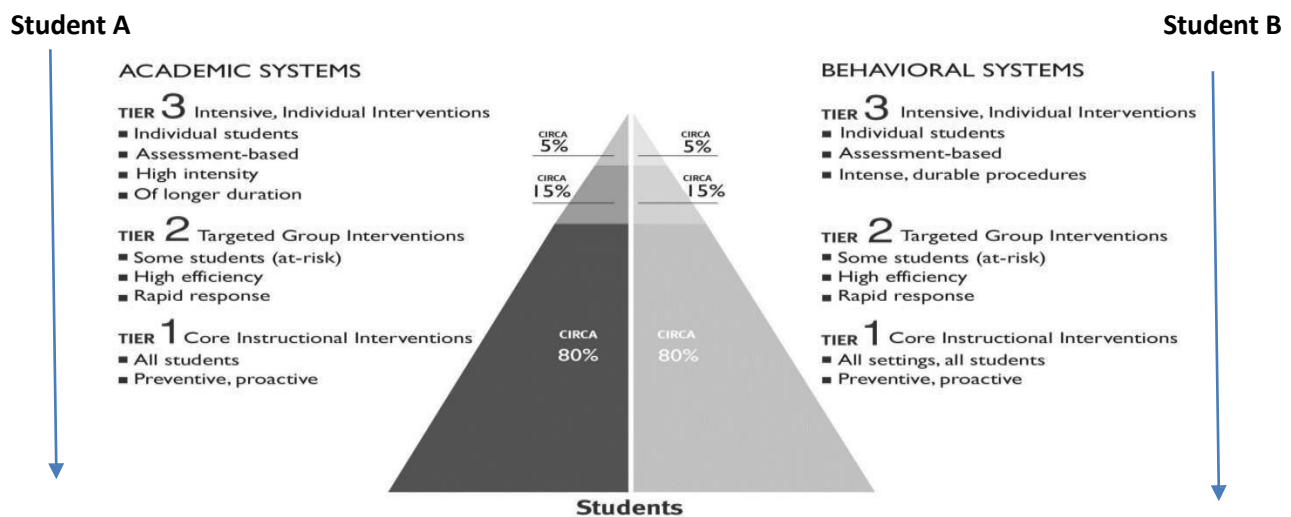 Student A
Student B
ACADEMIC SYSTEMS
TIER 3 Intensive, Individual Interventions
■ Individual students
■ Assessment-based
■ High intensity
■ Of longer duration
TIER 2 Targeted Group Interventions
■ Some students (at-risk)
■ High efficiency
■ Rapid response
TIER 1 Core Instructional Interventions
■ All students
■ Preventive, proactive
CIRCA
5%
CIRCA
15%
CIRCA
80%
CIRCA
5%
CIRCA
15%
CIRCA
80%
Students
BEHAVIORAL SYSTEMS
TIER 3 Intensive, Individual Interventions
■ Individual students
■ Assessment-based
■ Intense, durable procedures
TIER 2 Targeted Group Interventions
■ Some students (at-risk)
■ High efficiency
■ Rapid response
TIER 1 Core Instructional Interventions
■ All settings, all students
■ Preventive, proactive